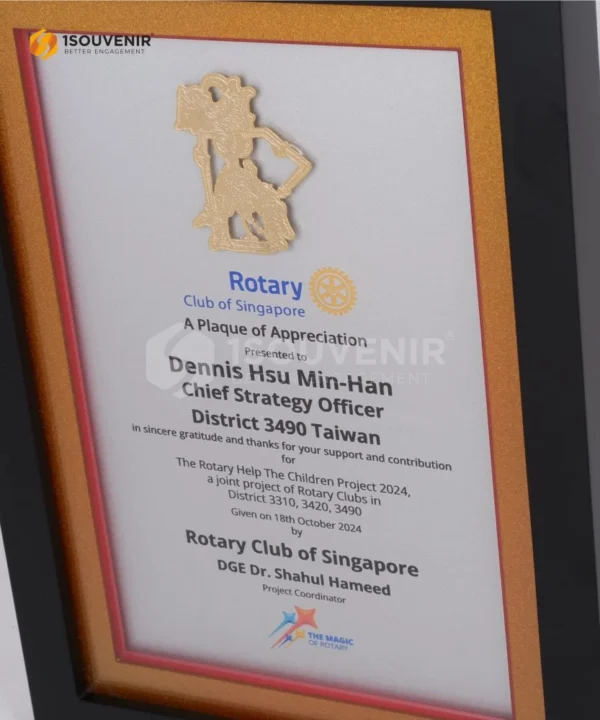 1SOUVENIR®
BETTER ENGAGEMENT
Rotary
Club of Singapore
A Plaque of Appreciation
Presented to
1SOUVENIR®
Dennis Hsu Min-Han
Chief Strategy Officer
District 3490 Taiwan
in sincere gratitude and thanks for your support and contribution
for
The Rotary Help The Children Project 2024,
a joint project of Rotary Clubs in
District 3310, 3420, 3490
Given on 18th October 2024
by
Rotary Club of Singapore
DGE Dr. Shahul Hameed
Project Coordinator
THE MAGIC
OF ROTARY